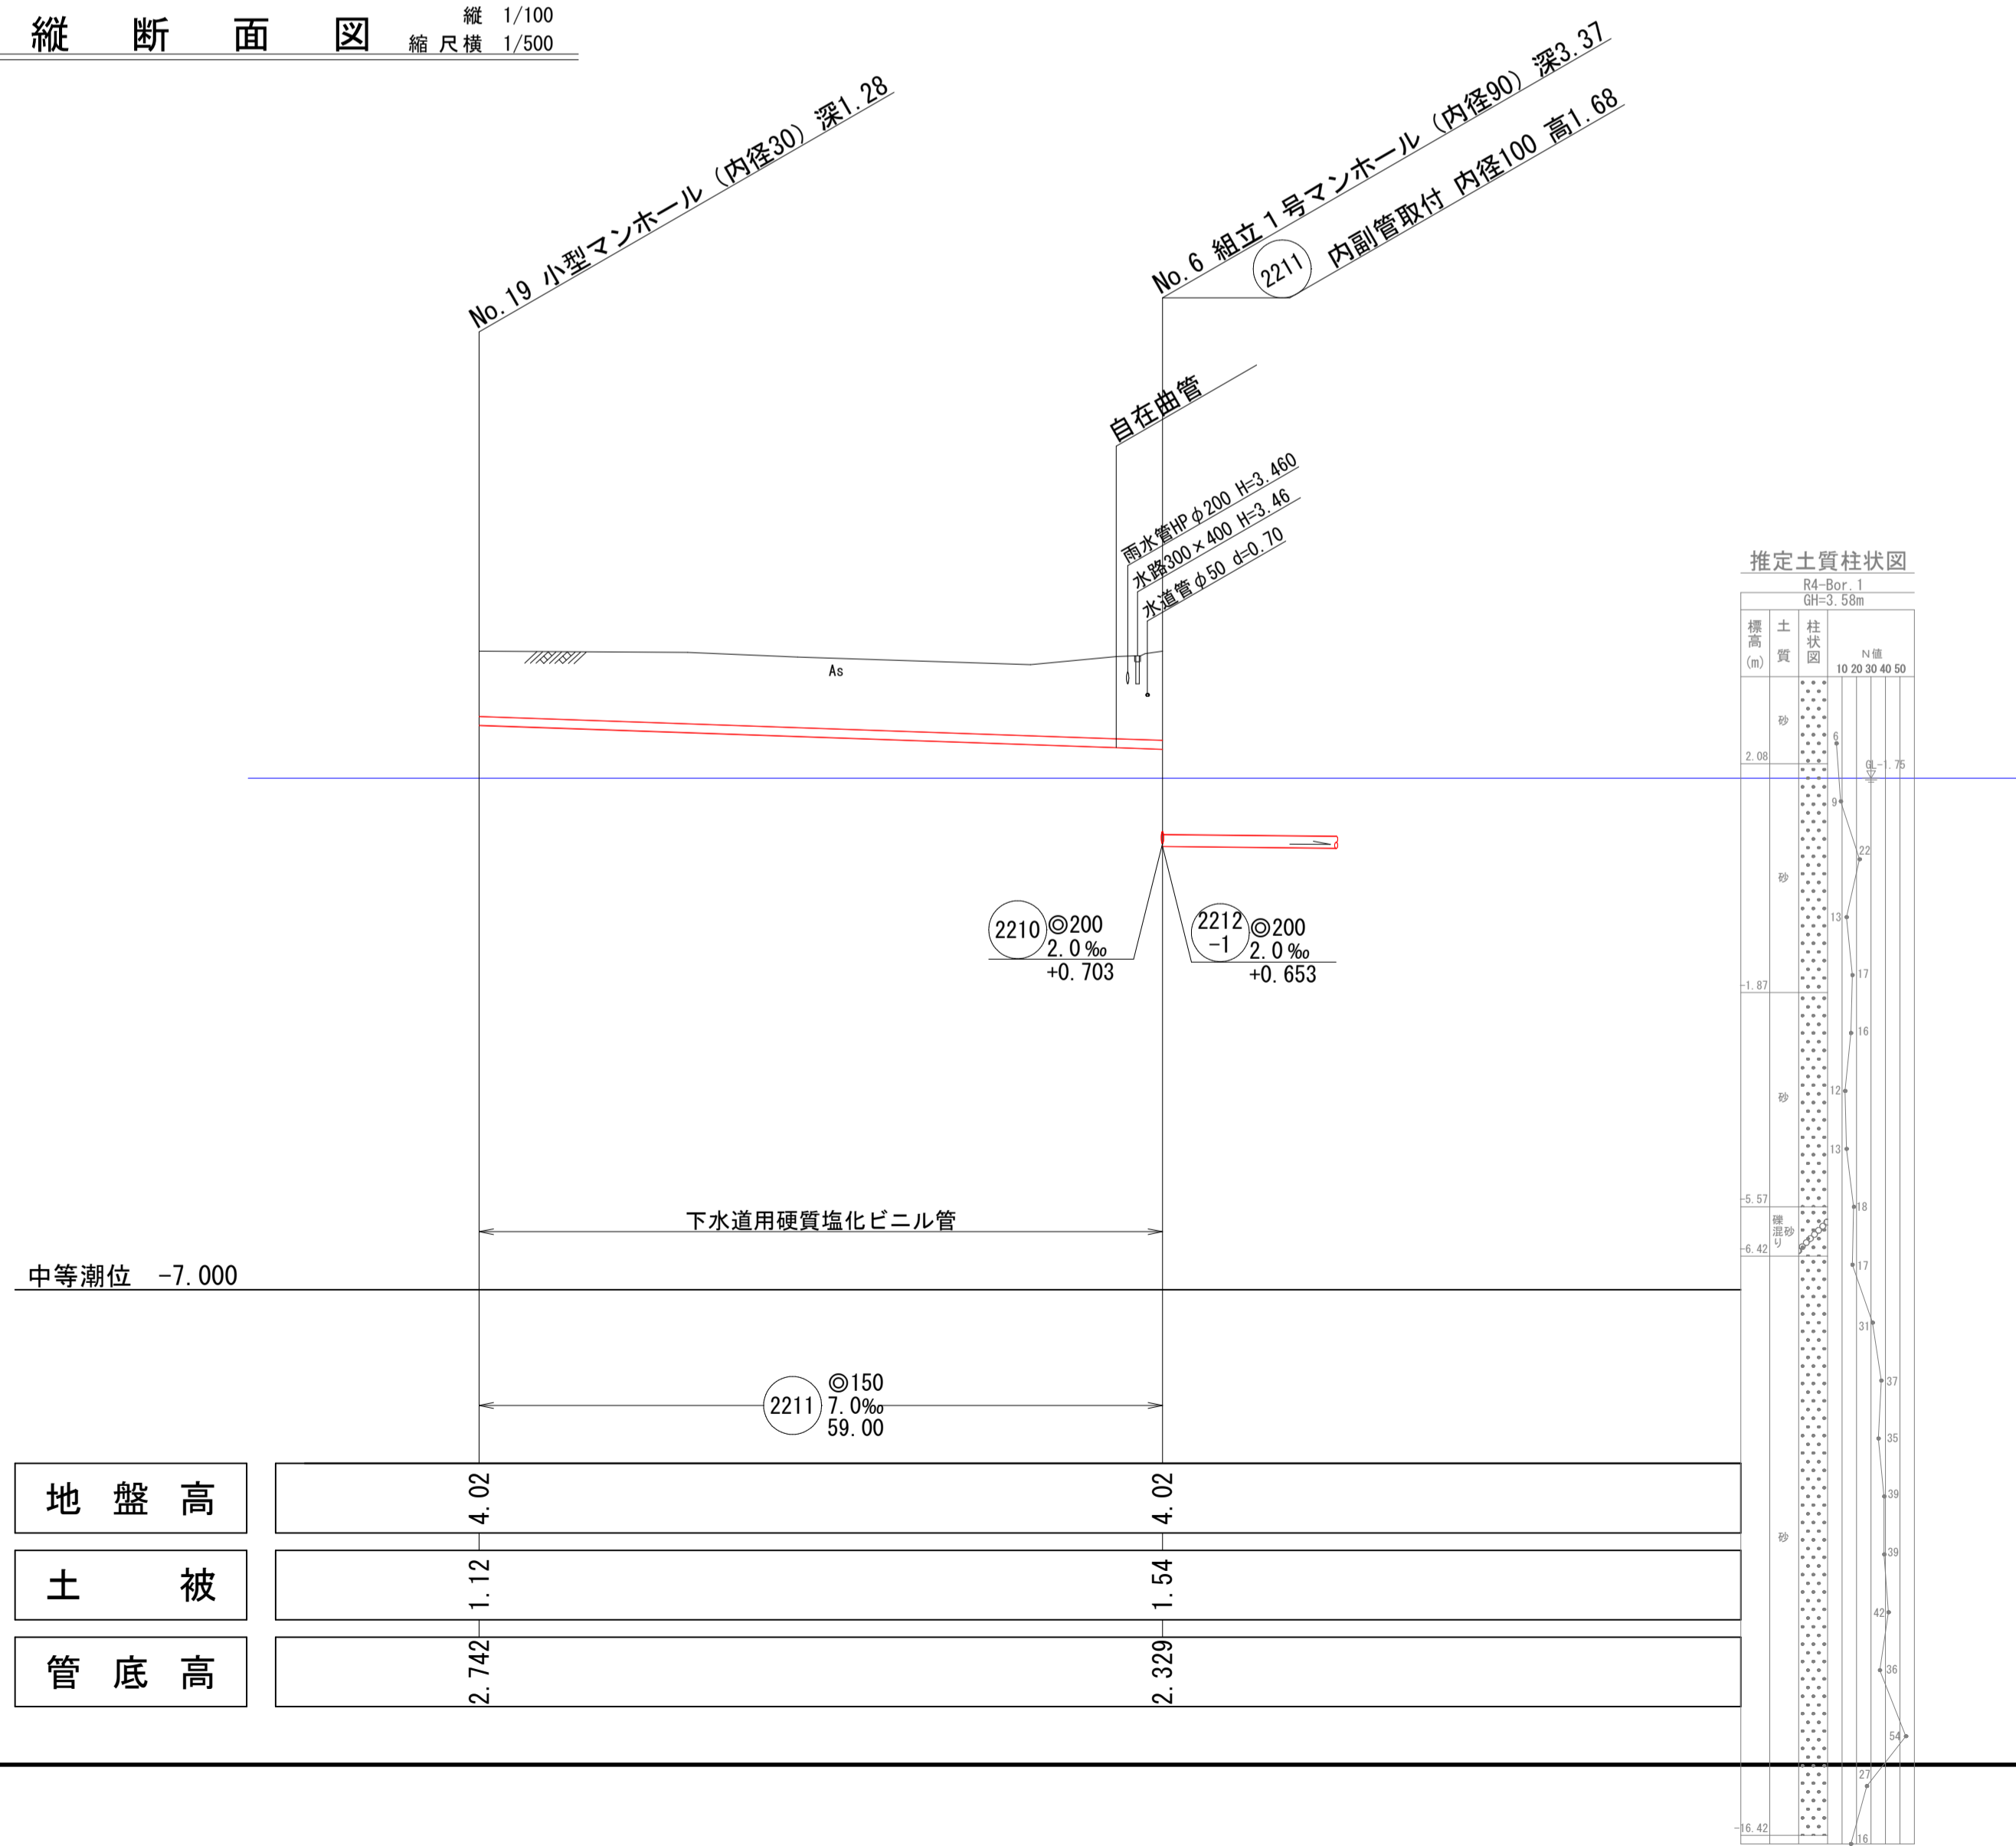 縦断面図
縮尺
縦 1/100
横 1/500
No.19 小型マンホール（内径30）深1.28
No.6 組立１号マンホール（内径90）深3.37
2211 内副管取付 内径100 高1.68
自在曲管
雨水管HPφ200 H=3.460
水路300×400 H=3.46
水道管φ50 d=0.70
As
2210 ◎200
2.0‰
+0.703
2212
-1
◎200
2.0‰
+0.653
下水道用硬質塩化ビニル管
中等潮位 -7.000
2211
◎150
7.0‰
59.00
地盤高 4.02 4.02
土被 1.12 1.54
管底高 2.742 2.329
推定土質柱状図
R4-Bor.1
GH=3.58m
標高(m) 土質 柱状図 N値
10 20 30 40 50
砂
6
2.08
GL-1.75
9
22
砂
13
17
-1.87
16
12
砂
13
-5.57
18
礫混り砂
-6.42
17
31
37
35
39
砂
39
42
36
54
27
-16.42
16